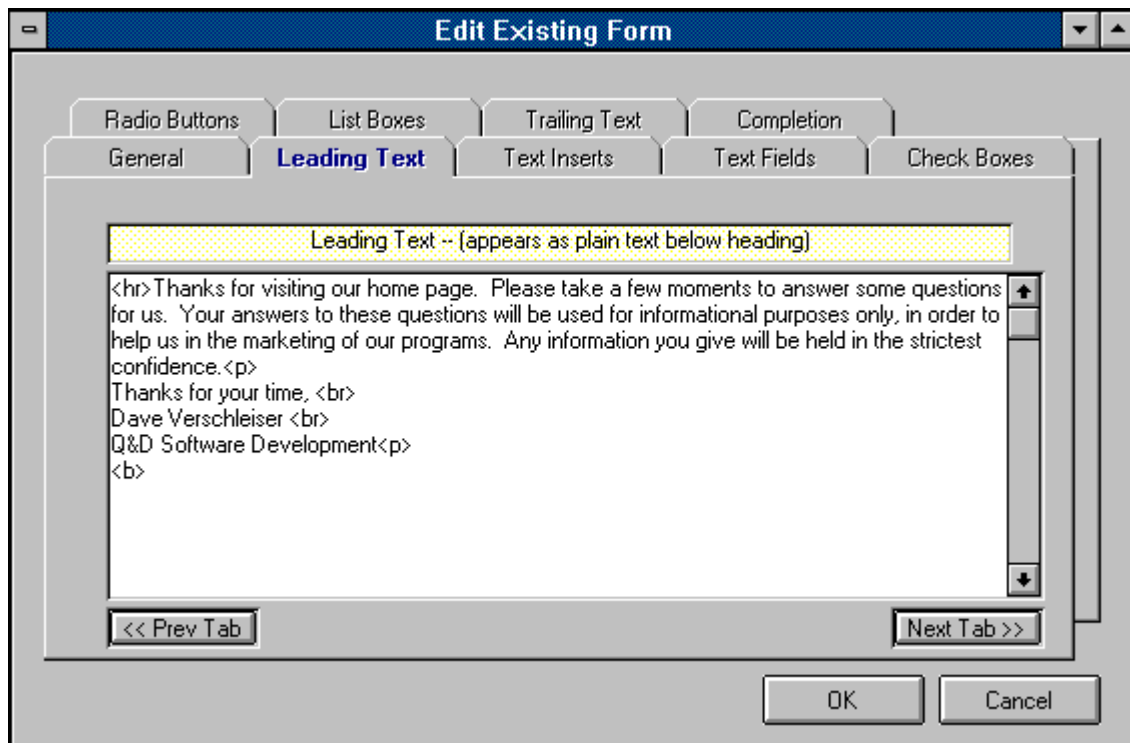 Edit Existing Form
Radio Buttons
List Boxes
Trailing Text
Completion
General
Leading Text
Text Inserts
Text Fields
Check Boxes
Leading Text -- (appears as plain text below heading)
<hr>Thanks for visiting our home page.  Please take a few moments to answer some questions
for us.  Your answers to these questions will be used for informational purposes only, in order to
help us in the marketing of our programs.  Any information you give will be held in the strictest
confidence.<p>
Thanks for your time, <br>
Dave Verschleiser <br>
Q&D Software Development<p>
<b>
<< Prev Tab
Next Tab >>
OK
Cancel